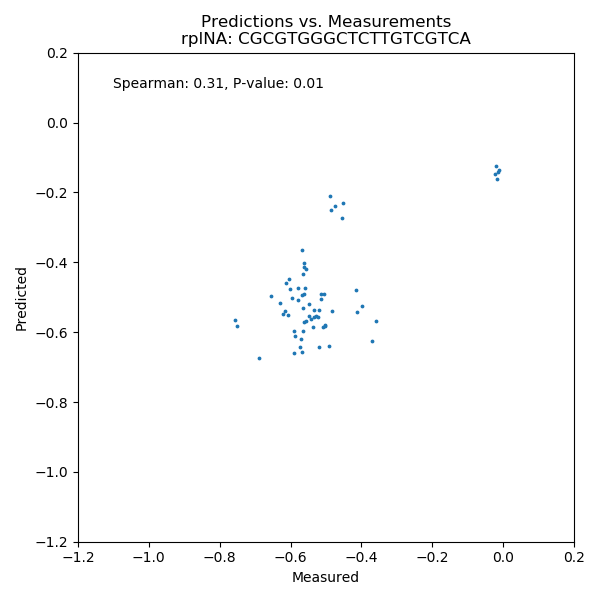 Predictions vs. Measurements
rplNA: CGCGTGGGCTCTTGTCGTCA
Spearman: 0.31, P-value: 0.01
0.2
0.0
−0.2
−0.4
−0.6
−0.8
−1.0
−1.2
Predicted
−1.2 −1.0 −0.8 −0.6 −0.4 −0.2 0.0 0.2
Measured